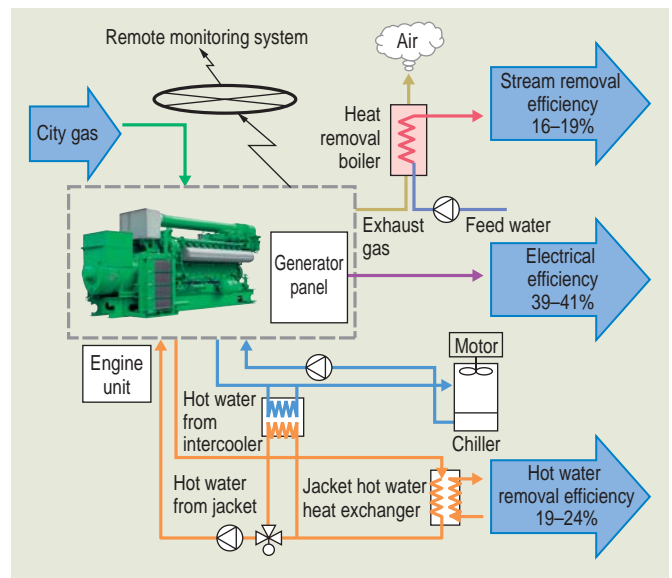 Remote monitoring system
Air
City gas
Heat
removal
boiler
Stream removal
efficiency
16–19%
Exhaust
gas
Feed water
Generator
panel
Electrical
efficiency
39–41%
Engine
unit
Motor
Chiller
Hot water
from
intercooler
Hot water
from jacket
Jacket hot water
heat exchanger
Hot water
removal efficiency
19–24%